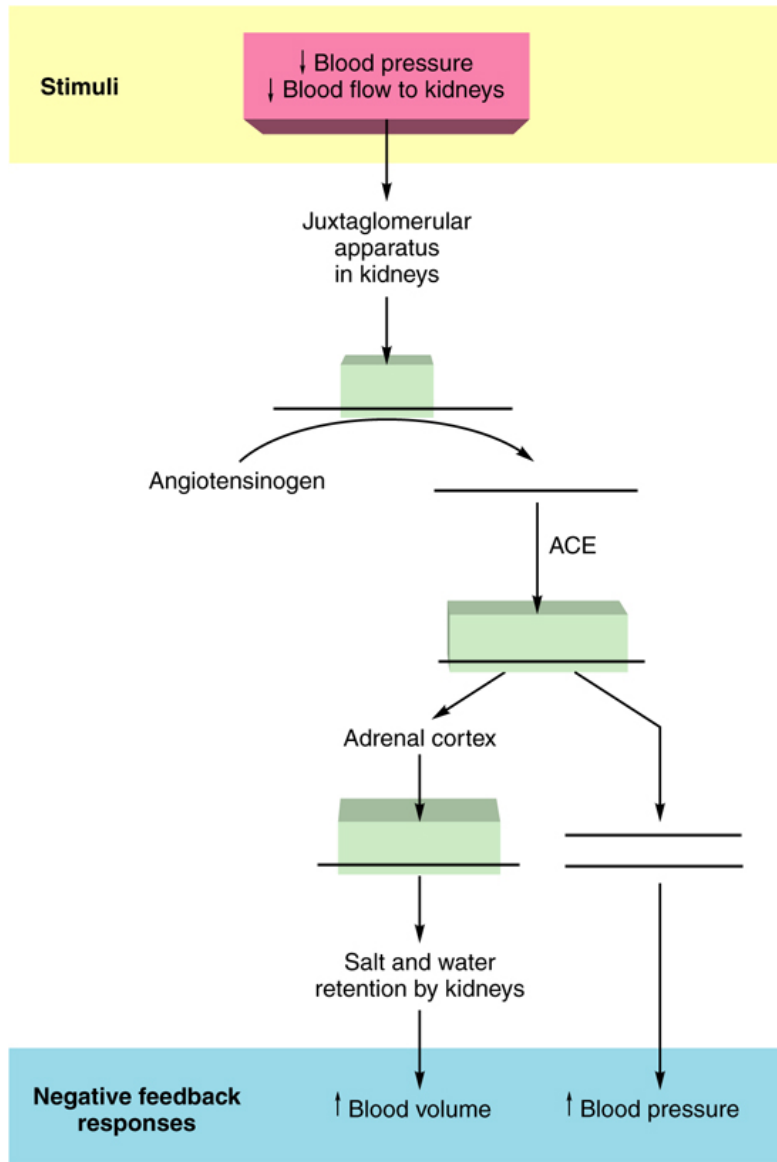 Stimuli
↓ Blood pressure
↓ Blood flow to kidneys
Juxtaglomerular
apparatus
in kidneys
Angiotensinogen
ACE
Adrenal cortex
Salt and water
retention by kidneys
Negative feedback
responses
↑ Blood volume
↑ Blood pressure